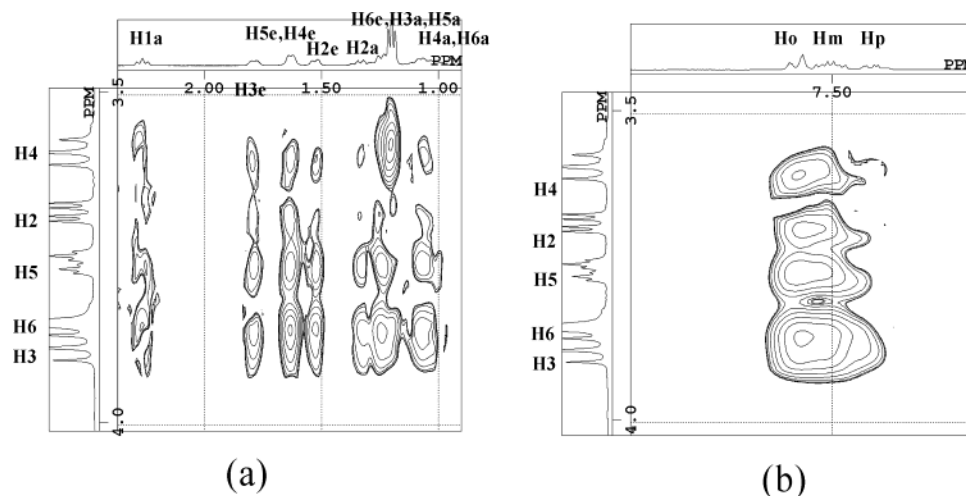 H6e,H3a,H5a
H1a
H5e,H4e
H2e
H2a
H4a,H6a
PPM
2.00
1.50
1.00
H3e
PPM
3.5
H4
H2
H5
H6
H3
4.0
(a)
Ho
Hm
Hp
PPM
7.50
PPM
3.5
H4
H2
H5
H6
H3
4.0
(b)